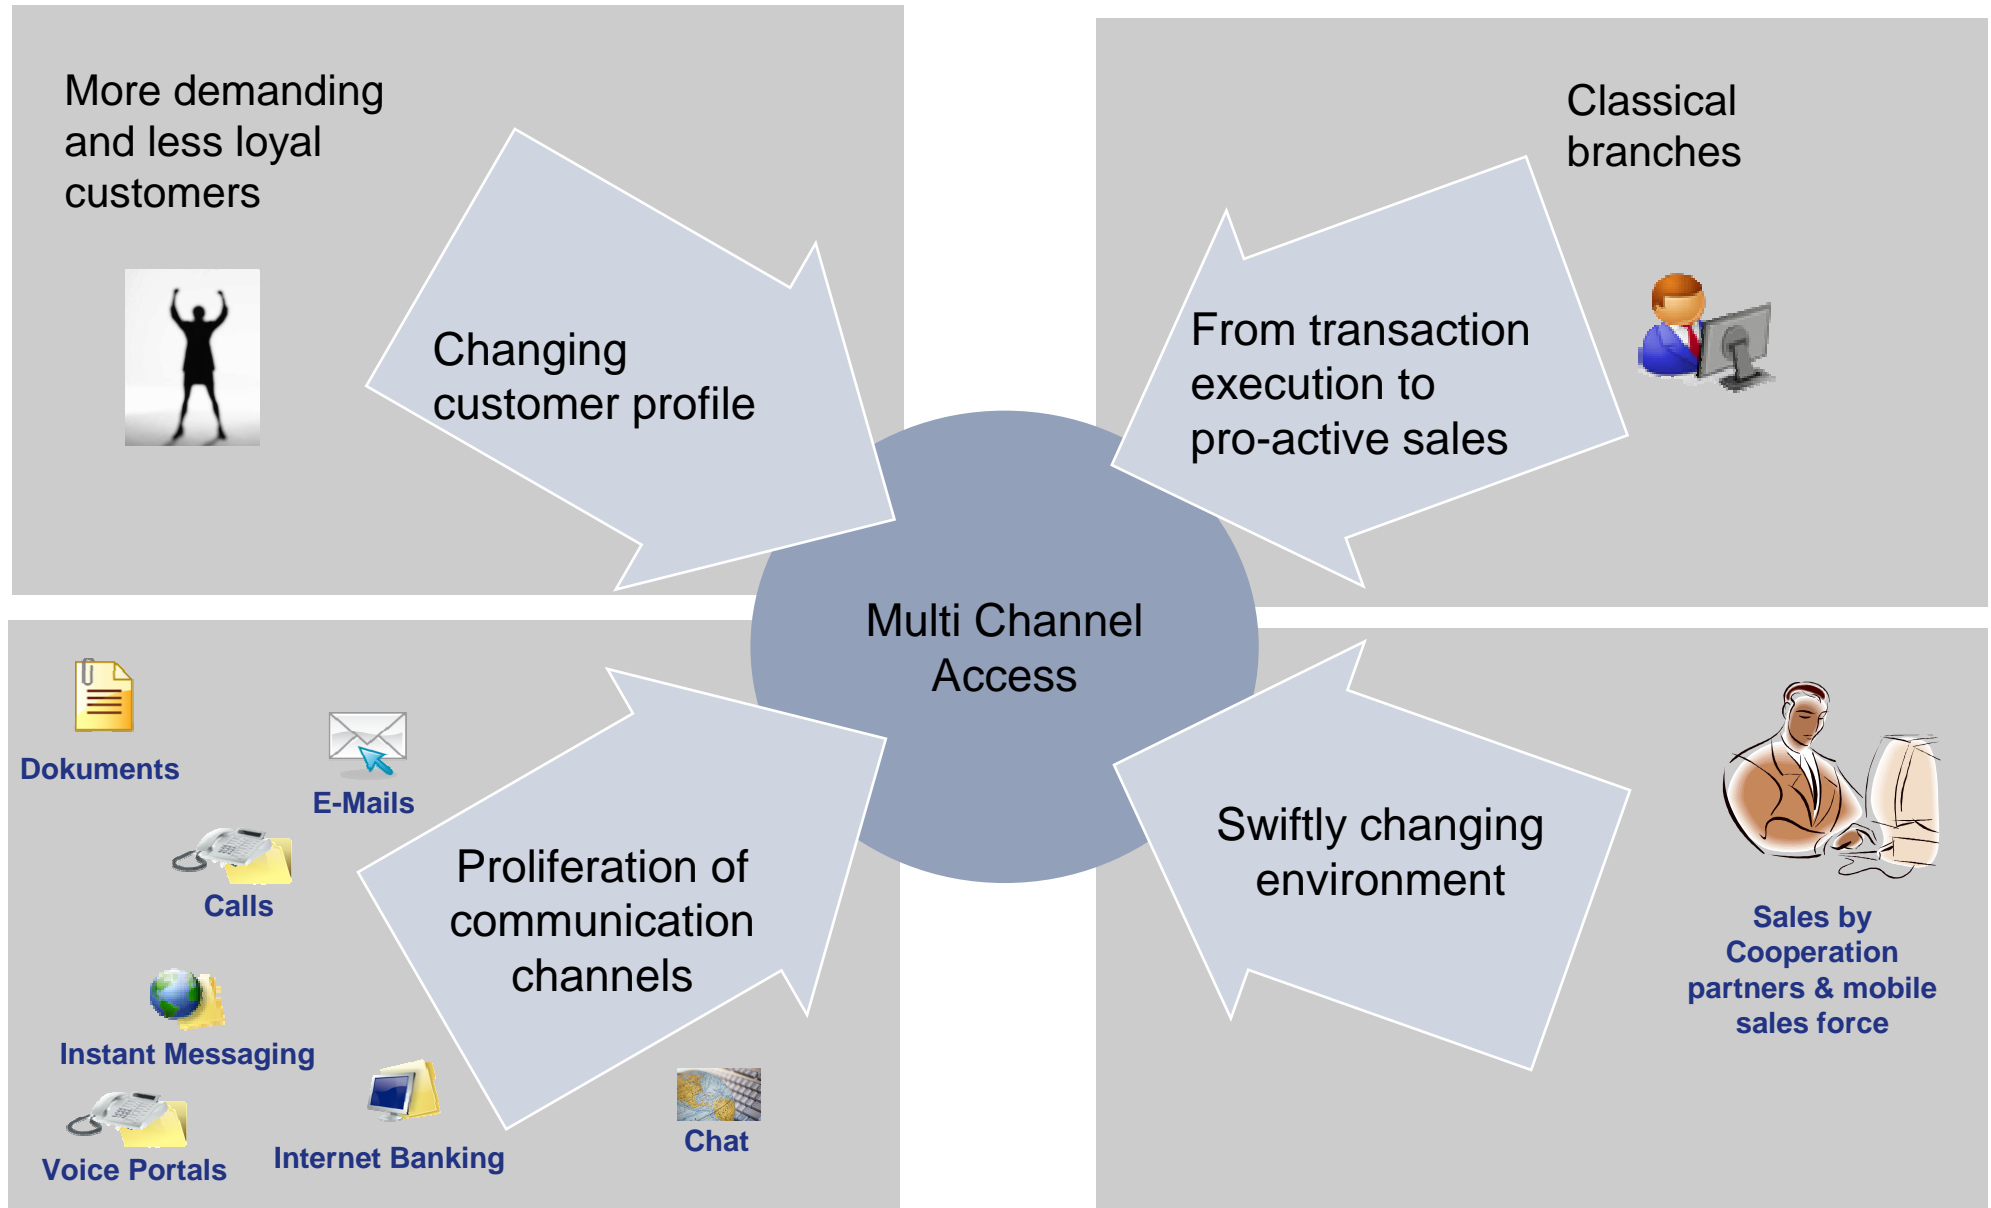 More demanding
and less loyal
customers
Changing
customer profile
Classical
branches
From transaction
execution to
pro-active sales
Multi Channel
Access
Dokuments
E-Mails
Calls
Instant Messaging
Voice Portals
Internet Banking
Chat
Proliferation of
communication
channels
Swiftly changing
environment
Sales by
Cooperation
partners & mobile
sales force